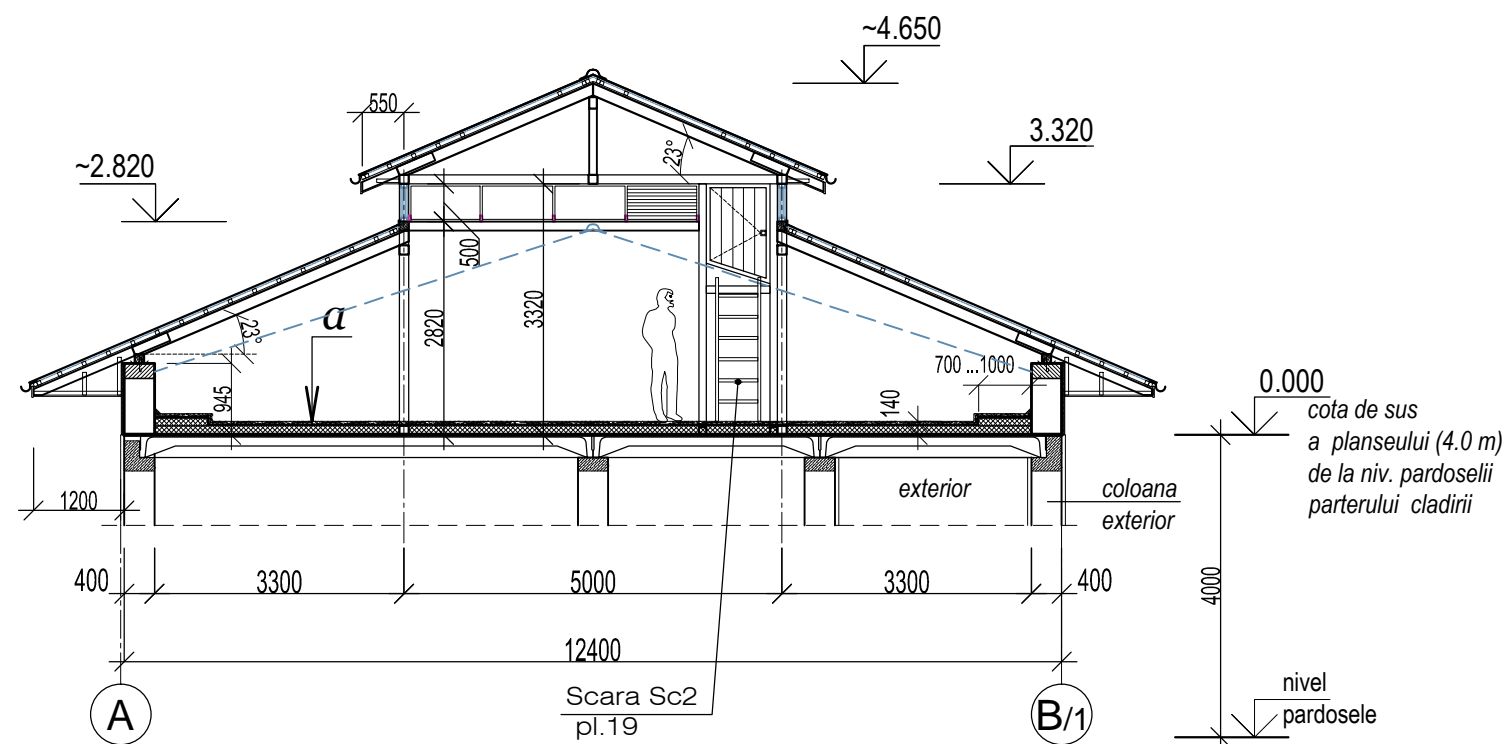 ~4.650
550
3.320
~2.820
23°
500
2820
3320
a
23°
945
700 ...1000
140
0.000
cota de sus
a planseului (4.0 m)
de la niv. pardoselii
parterului cladirii
1200
exterior
coloana
exterior
400
3300
5000
3300
400
4000
12400
Scara Sc2
pl.19
A
B/1
nivel
pardosele